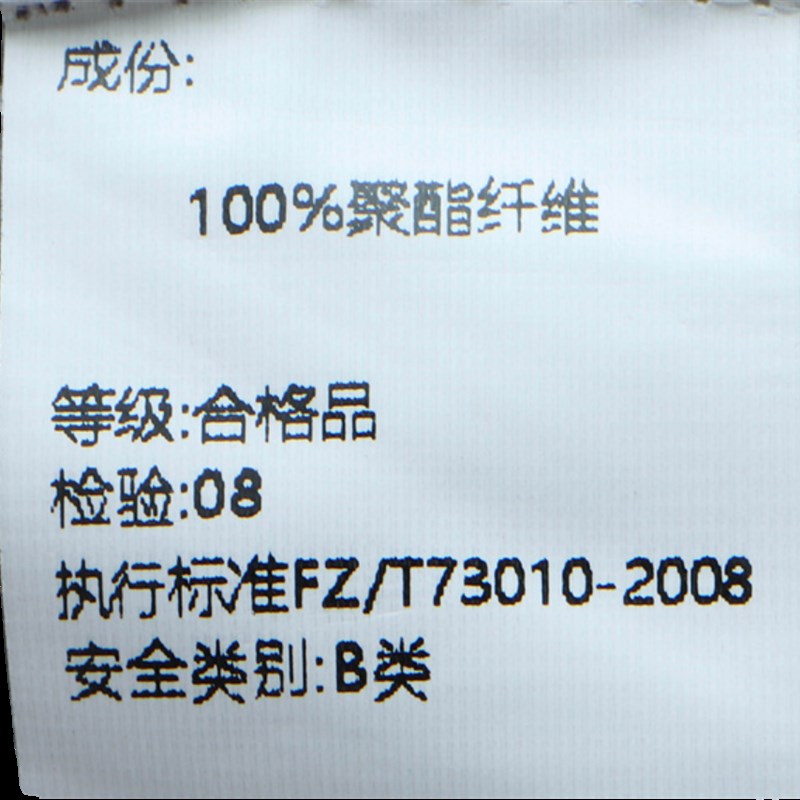 成份:
100%聚酯纤维
等级:合格品
检验:08
执行标准FZ/T73010-2008
安全类别:B类